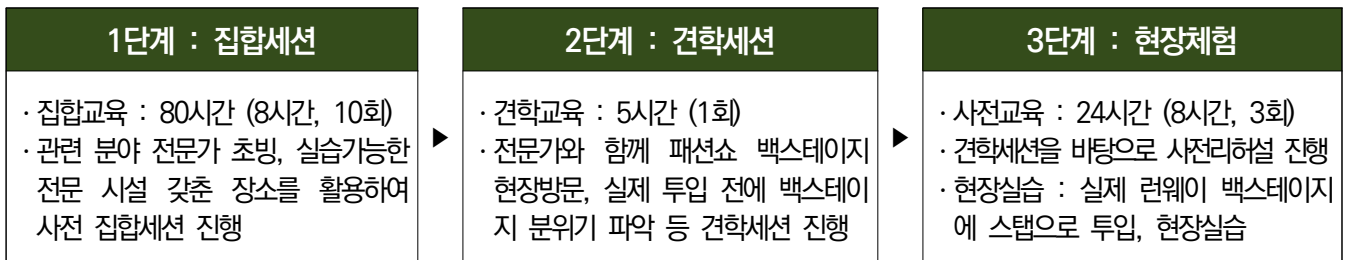 1단계 : 집합세션
· 집합교육 : 80시간 (8시간, 10회)
· 관련 분야 전문가 초빙, 실습가능한
전문 시설 갖춘 장소를 활용하여
사전 집합세션 진행
▶
2단계 : 견학세션
· 견학교육 : 5시간 (1회)
· 전문가와 함께 패션쇼 백스테이지
현장방문, 실제 투입 전에 백스테이
지 분위기 파악 등 견학세션 진행
▶
3단계 : 현장체험
· 사전교육 : 24시간 (8시간, 3회)
· 견학세션을 바탕으로 사전리허설 진행
· 현장실습 : 실제 런웨이 백스테이지
에 스탭으로 투입, 현장실습